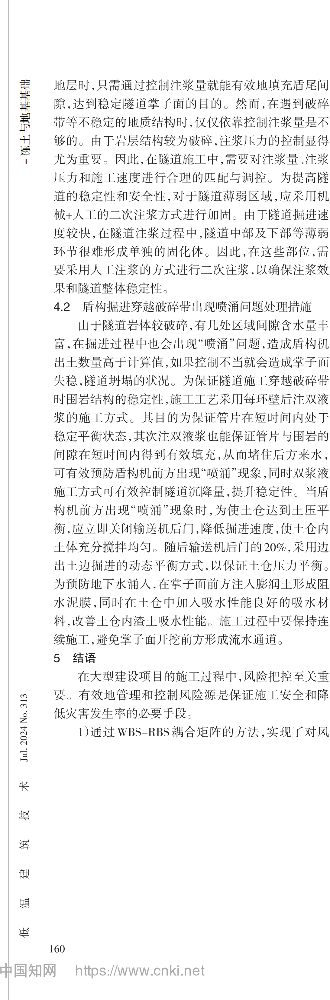 冻土与地基基础
地层时,只需通过控制注浆量就能有效地填充盾尾间
隙,达到稳定隧道掌子面的目的。然而,在遇到破碎
带等不稳定的地质结构时,仅仅依靠控制注浆量是不
够的。由于岩层结构较为破碎,注浆压力的控制显得
尤为重要。因此,在隧道施工中,需要对注浆量、注浆
压力和施工速度进行合理的匹配与调控。为提高隧
道的稳定性和安全性,对于隧道薄弱区域,应采用机
械+人工的二次注浆方式进行加固。由于隧道掘进速
度较快,在隧道注浆过程中,隧道中部及下部等薄弱
环节很难形成单独的固化体。因此,在这些部位,需
要采用人工注浆的方式进行二次注浆,以确保注浆效
果和隧道整体稳定性。
4.2 盾构掘进穿越破碎带出现喷涌问题处理措施
由于隧道岩体较破碎,有几处区域间隙含水量丰
富,在掘进过程中也会出现“喷涌”问题,造成盾构机
出土数量高于计算值,如果控制不当就会造成掌子面
失稳,隧道坍塌的状况。为保证隧道施工穿越破碎带
时围岩结构的稳定性,施工工艺采用每环壁后注双液
浆的施工方式。其目的为保证管片在短时间内处于
稳定平衡状态,其次注双液浆也能保证管片与围岩的
间隙在短时间内得到有效填充,从而堵住后方来水,
可有效预防盾构机前方出现“喷涌”现象,同时双浆液
施工方式可有效控制隧道沉降量,提升稳定性。当盾
构机前方出现“喷涌”现象时,为使土仓达到土压平
衡,应立即关闭输送机后门,降低掘进速度,使土仓内
土体充分搅拌均匀。随后输送机后门的20%,采用边
出土边掘进的动态平衡方式,以保证土仓压力平衡。
为预防地下水涌入,在掌子面前方注入膨润土形成阻
水泥膜,同时在土仓中加入吸水性能良好的吸水材
料,改善土仓内渣土吸水性能。施工过程中要保持连
续施工,避免掌子面开挖前方形成流水通道。
5 结语
在大型建设项目的施工过程中,风险把控至关重
要。有效地管理和控制风险源是保证施工安全和降
低灾害发生率的必要手段。
1)通过WBS-RBS耦合矩阵的方法,实现了对风
低温建筑技术 Jul. 2024 No. 313
160
中国知网 https://www.cnki.net